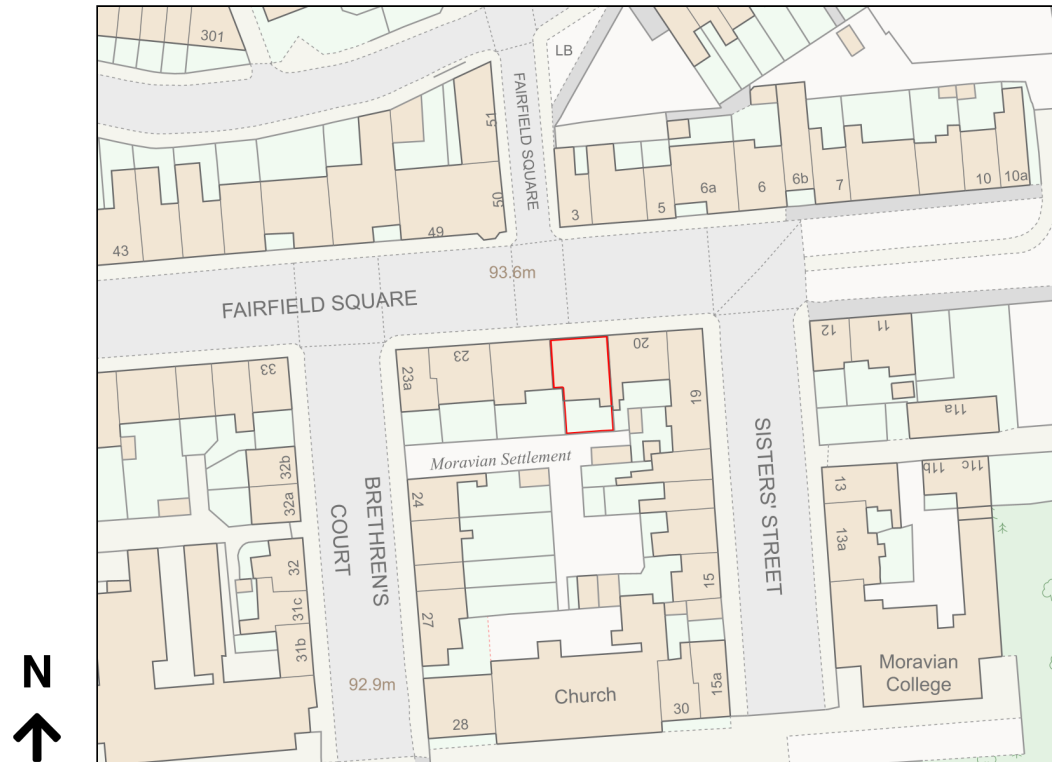 301
LB
FAIRFIELD SQUARE
51
50
49
43
3
5
6a
6
6b
7
10
10a
93.6m
FAIRFIELD SQUARE
33
23a
23
20
19
12
11
11a
Moravian Settlement
32b
32a
24
BRETHREN'S
COURT
SISTERS' STREET
13
11b
11c
13a
32
31c
31b
27
15
N
92.9m
28
Church
30
15a
Moravian
College